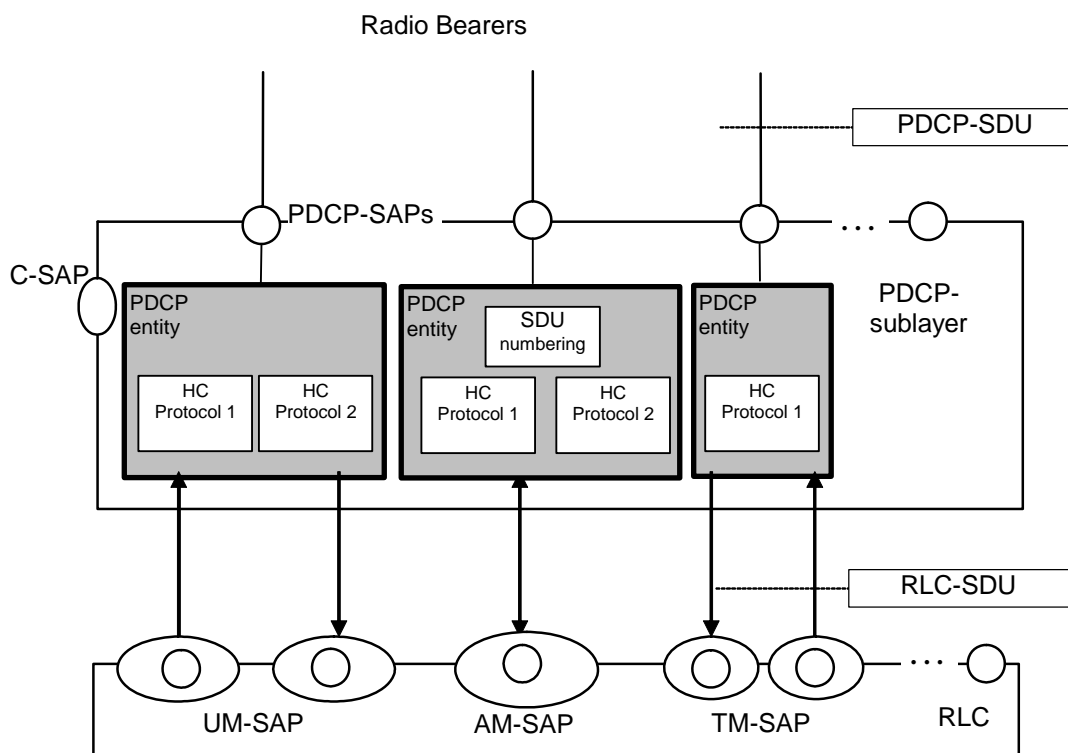 Radio Bearers
PDCP-SDU
PDCP-SAPs
...
C-SAP
PDCP
entity
HC
Protocol 1
HC
Protocol 2
PDCP
entity
SDU
numbering
HC
Protocol 1
HC
Protocol 2
PDCP
entity
HC
Protocol 1
PDCP-
sublayer
RLC-SDU
...
UM-SAP
AM-SAP
TM-SAP
RLC